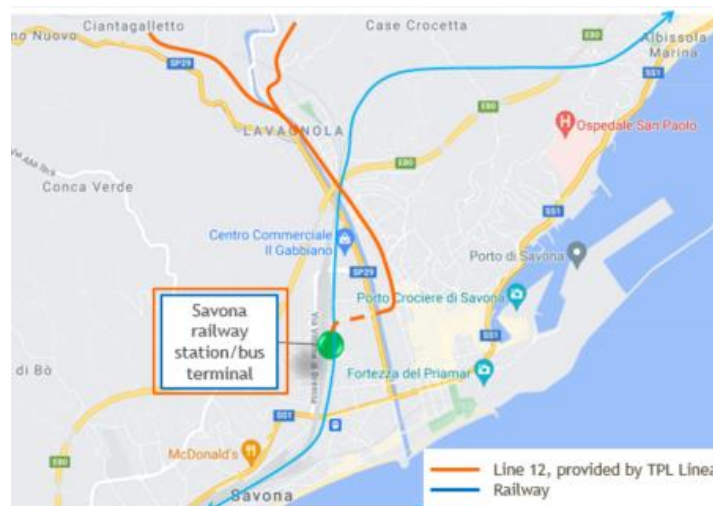 Ciantagalletto
Case Crocetta
no Nuovo
E80
Albissola
Marina
SP29
SS1
LAVAGNOLA
Ospedale San Paolo
E80
E80
Conca Verde
SS1
Centro Commerciale
Il Gabbiano
Porto di Savona
SP29
Savona
railway
station/bus
terminal
Porto Crociere di Savona
di Bò
Fortezza del Priamar
SS1
McDonald's
E80
Savona
Line 12, provided by TPL Linea
Railway